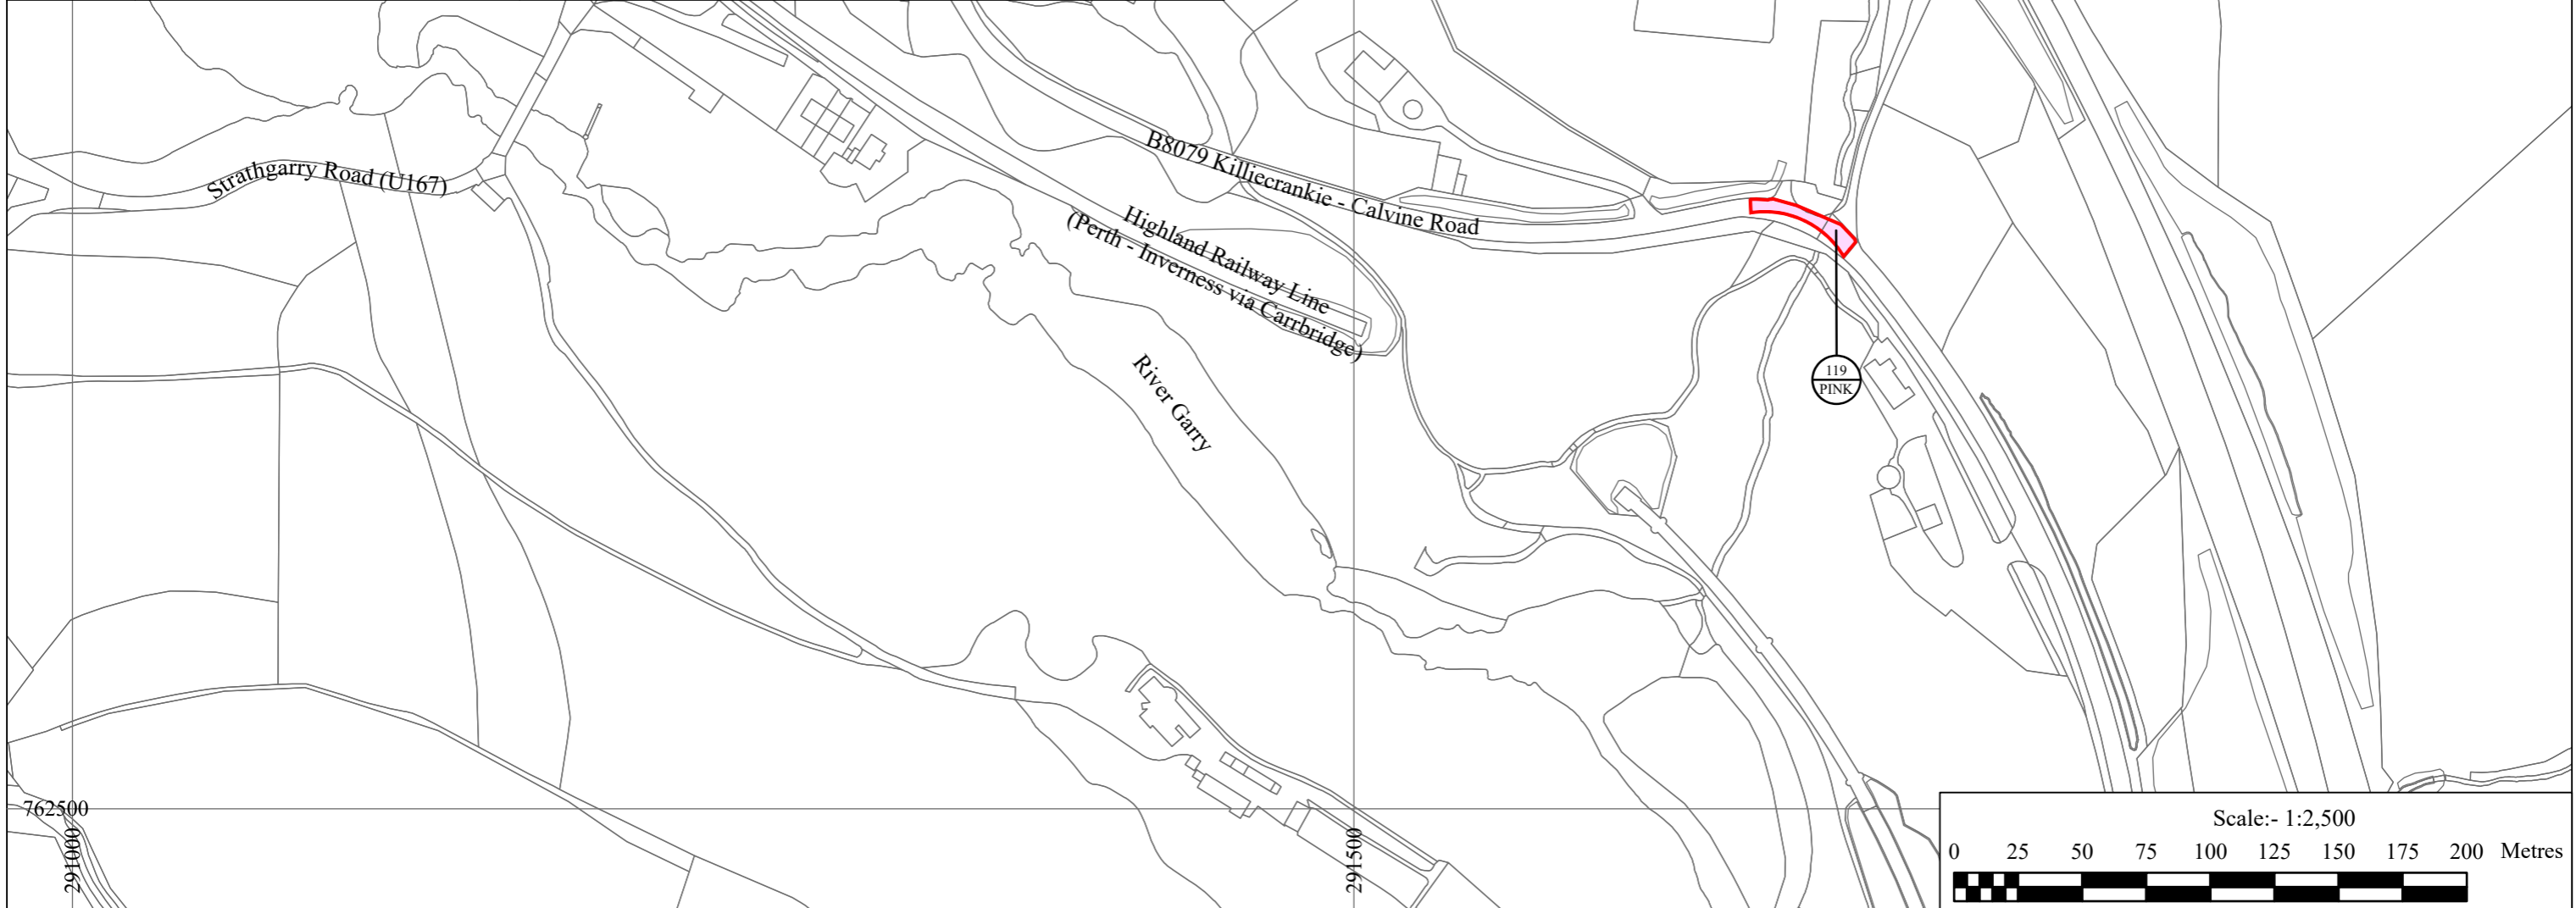 B8079 Killiecrankie - Calvine Road
Strathgarry Road (U167)
Highland Railway Line
(Perth - Inverness via Carrbridge)
River Garry
119
PINK
762500
291000
291500
Scale:- 1:2,500
0 25 50 75 100 125 150 175 200 Metres